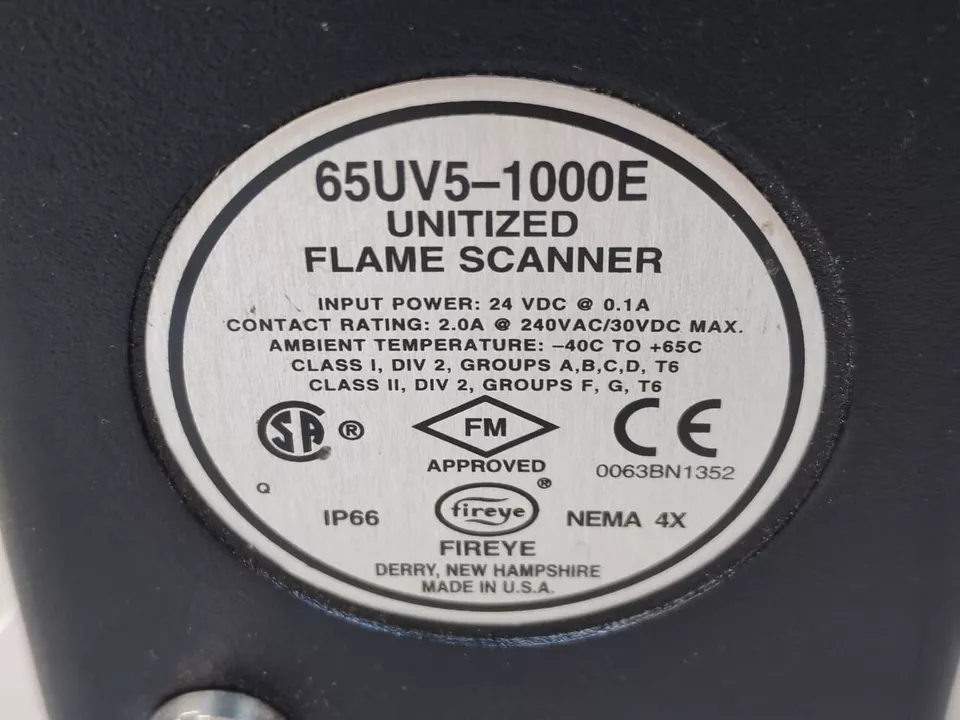 65UV5–1000E
UNITIZED
FLAME SCANNER
INPUT POWER: 24 VDC @ 0.1A
CONTACT RATING: 2.0A @ 240VAC/30VDC MAX.
AMBIENT TEMPERATURE: –40C TO +65C
CLASS I, DIV 2, GROUPS A,B,C,D, T6
CLASS II, DIV 2, GROUPS F, G, T6
SA ® FM CE
APPROVED 0063BN1352
Q
IP66 fireye ® NEMA 4X
FIREYE
DERRY, NEW HAMPSHIRE
MADE IN U.S.A.